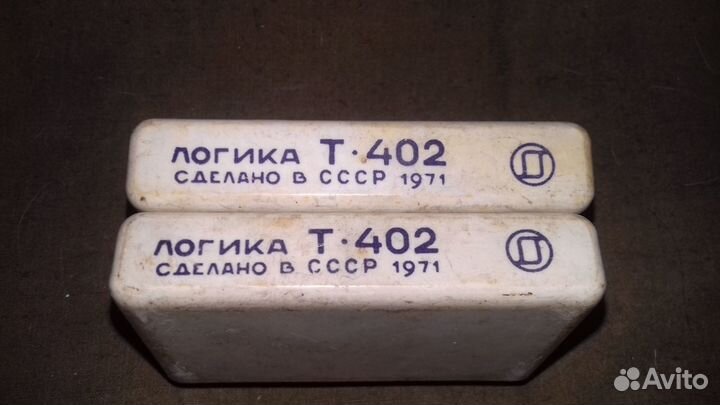 ЛОГИКА Т·402
СДЕЛАНО В СССР 1971
ЛОГИКА Т·402
СДЕЛАНО В СССР 1971
Avito